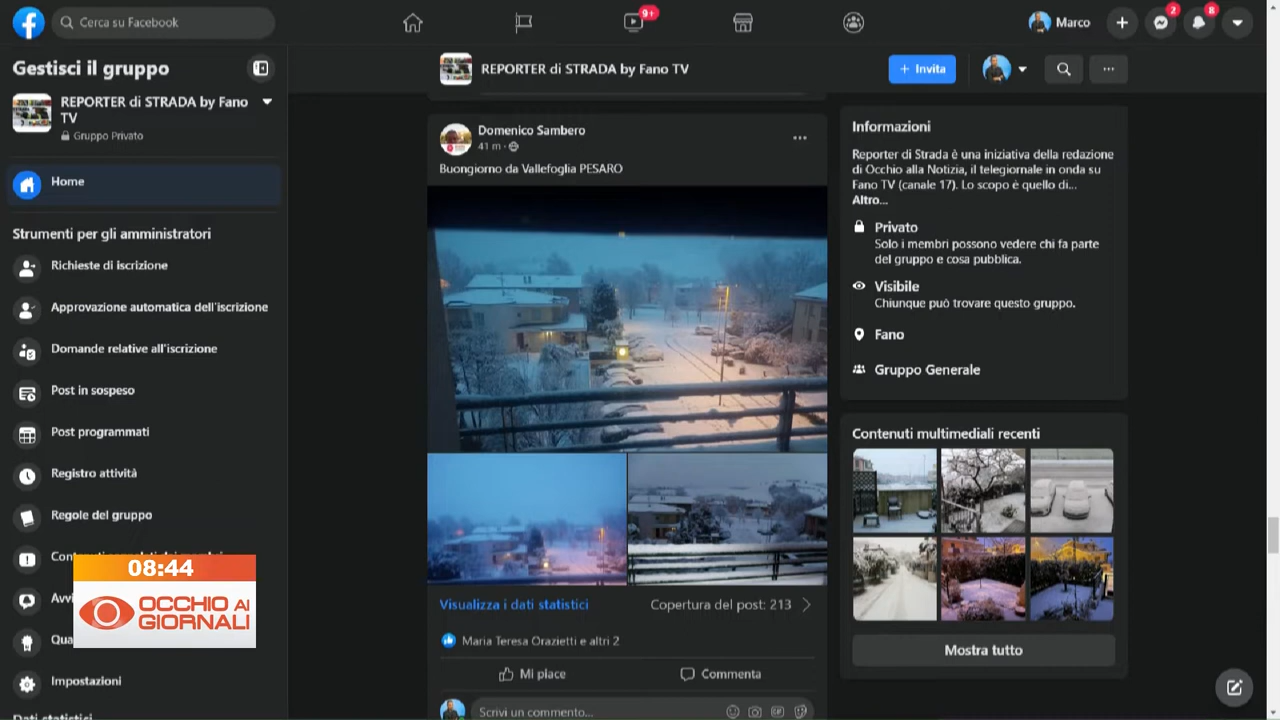 Cerca su Facebook
9+
Marco
2
8
Gestisci il gruppo
REPORTER di STRADA by Fano TV
Gruppo Privato
Home
Strumenti per gli amministratori
Richieste di iscrizione
Approvazione automatica dell'iscrizione
Domande relative all'iscrizione
Post in sospeso
Post programmati
Registro attività
Regole del gruppo
Impostazioni
Dati statistici
08:44
OCCHIO AI
GIORNALI
REPORTER di STRADA by Fano TV
+ Invita
Domenico Sambero
41 m
Buongiorno da Vallefoglia PESARO
Visualizza i dati statistici
Copertura del post: 213
Maria Teresa Orazietti e altri 2
Mi piace
Commenta
Scrivi un commento...
GIF
Informazioni
Reporter di Strada è una iniziativa della redazione
di Occhio alla Notizia, il telegiornale in onda su
Fano TV (canale 17). Lo scopo è quello di...
Altro...
Privato
Solo i membri possono vedere chi fa parte
del gruppo e cosa pubblica.
Visibile
Chiunque può trovare questo gruppo.
Fano
Gruppo Generale
Contenuti multimediali recenti
Mostra tutto